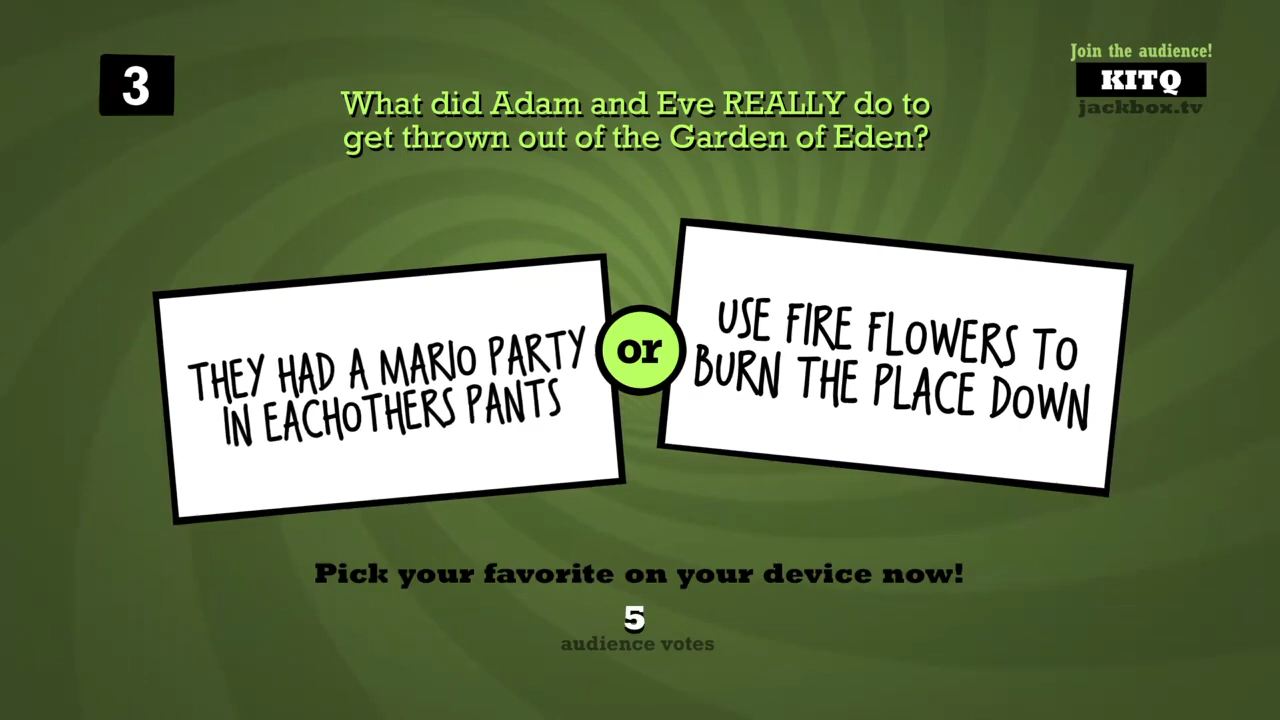 3
Join the audience!
KITQ
jackbox.tv
What did Adam and Eve REALLY do to
get thrown out of the Garden of Eden?
THEY HAD A MARIO PARTY
IN EACHOTHERS PANTS
or
USE FIRE FLOWERS TO
BURN THE PLACE DOWN
Pick your favorite on your device now!
5
audience votes